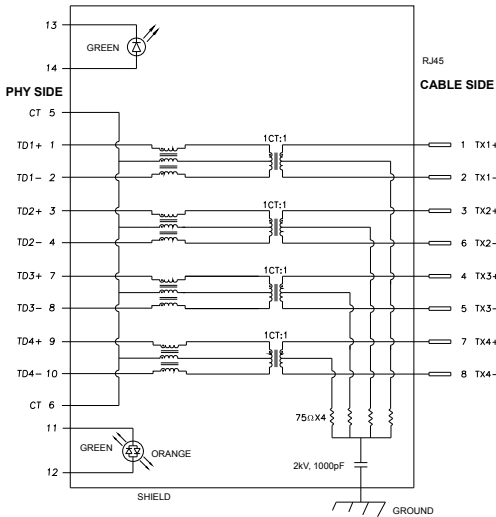 13
GREEN
14
RJ45
PHY SIDE
CABLE SIDE
CT 5
TD1+ 1
1CT:1
1 TX1+
TD1- 2
2 TX1-
TD2+ 3
1CT:1
3 TX2+
TD2- 4
6 TX2-
TD3+ 7
1CT:1
4 TX3+
TD3- 8
5 TX3-
TD4+ 9
1CT:1
7 TX4+
TD4- 10
8 TX4-
CT 6
75ΩX4
11
GREEN
ORANGE
12
2kV, 1000pF
SHIELD
GROUND